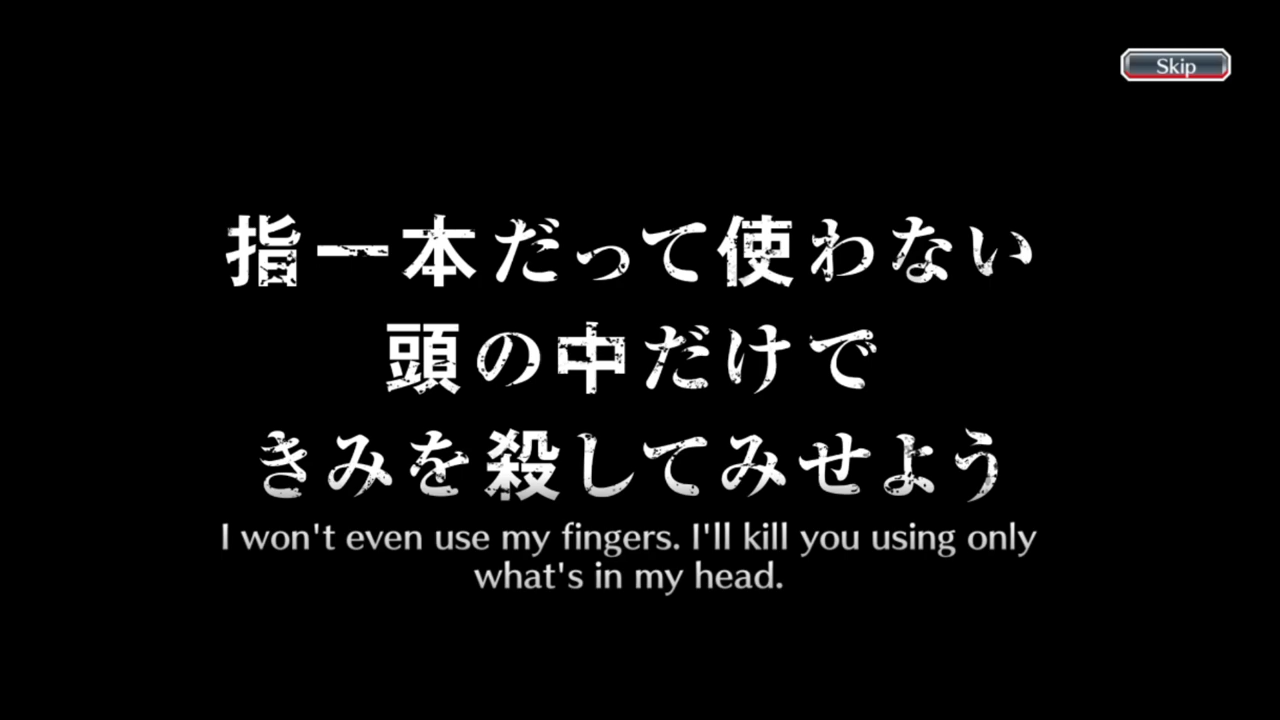 Skip
指一本だって使わない
頭の中だけで
きみを殺してみせよう
I won't even use my fingers. I'll kill you using only
what's in my head.